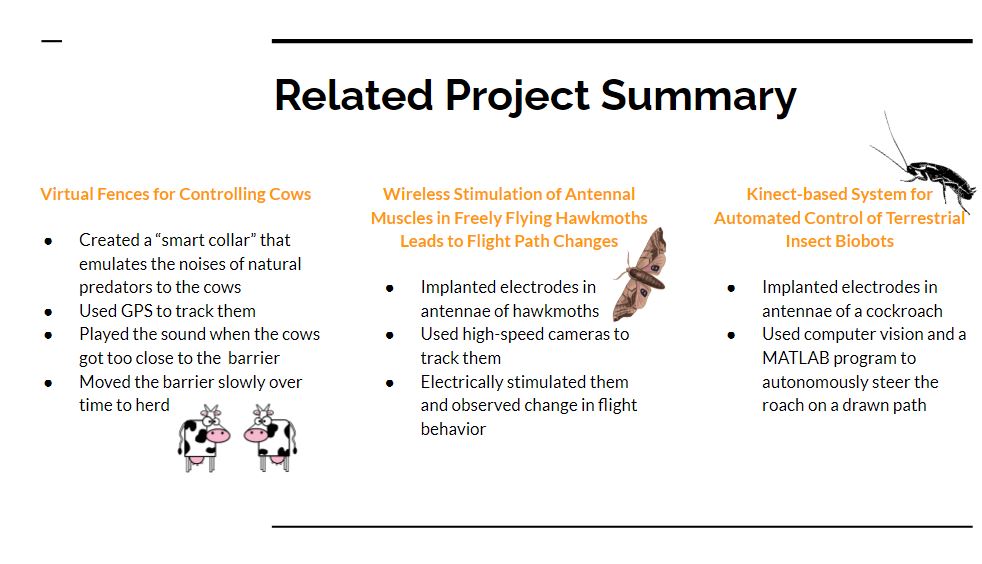 Related Project Summary
Virtual Fences for Controlling Cows
● Created a “smart collar” that
emulates the noises of natural
predators to the cows
● Used GPS to track them
● Played the sound when the cows
got too close to the barrier
● Moved the barrier slowly over
time to herd
Wireless Stimulation of Antennal
Muscles in Freely Flying Hawkmoths
Leads to Flight Path Changes
● Implanted electrodes in
antennae of hawkmoths
● Used high-speed cameras to
track them
● Electrically stimulated them
and observed change in flight
behavior
Kinect-based System for
Automated Control of Terrestrial
Insect Biobots
● Implanted electrodes in
antennae of a cockroach
● Used computer vision and a
MATLAB program to
autonomously steer the
roach on a drawn path